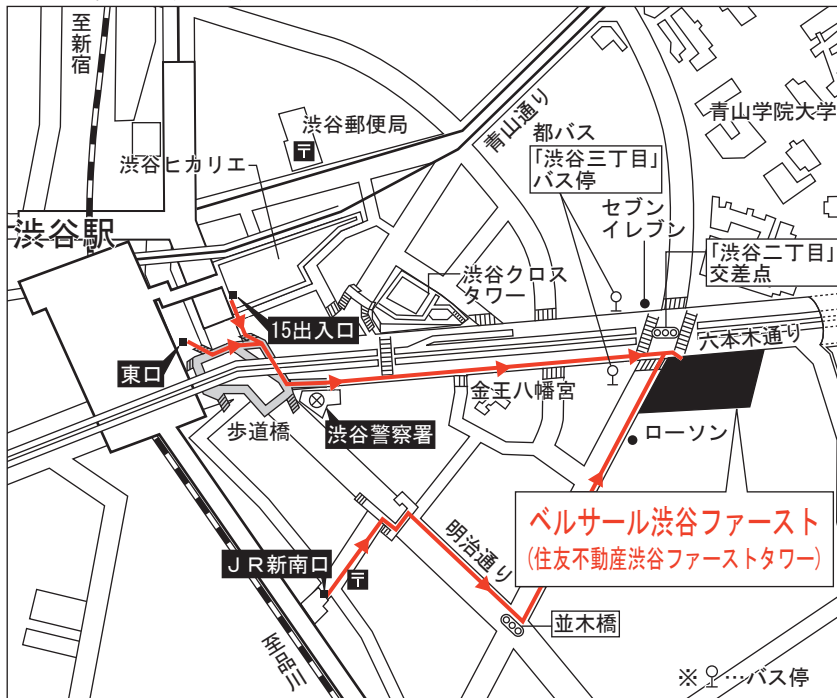 至新宿
渋谷郵便局
〒
渋谷ヒカリエ
青山通り
青山学院大学
都バス
「渋谷三丁目」
バス停
セブン
イレブン
渋谷駅
渋谷クロス
タワー
「渋谷二丁目」
交差点
15出入口
六本木通り
東口
金王八幡宮
歩道橋
渋谷警察署
ローソン
ベルサール渋谷ファースト
(住友不動産渋谷ファーストタワー)
明治通り
JR新南口
〒
並木橋
至品川
※ …バス停